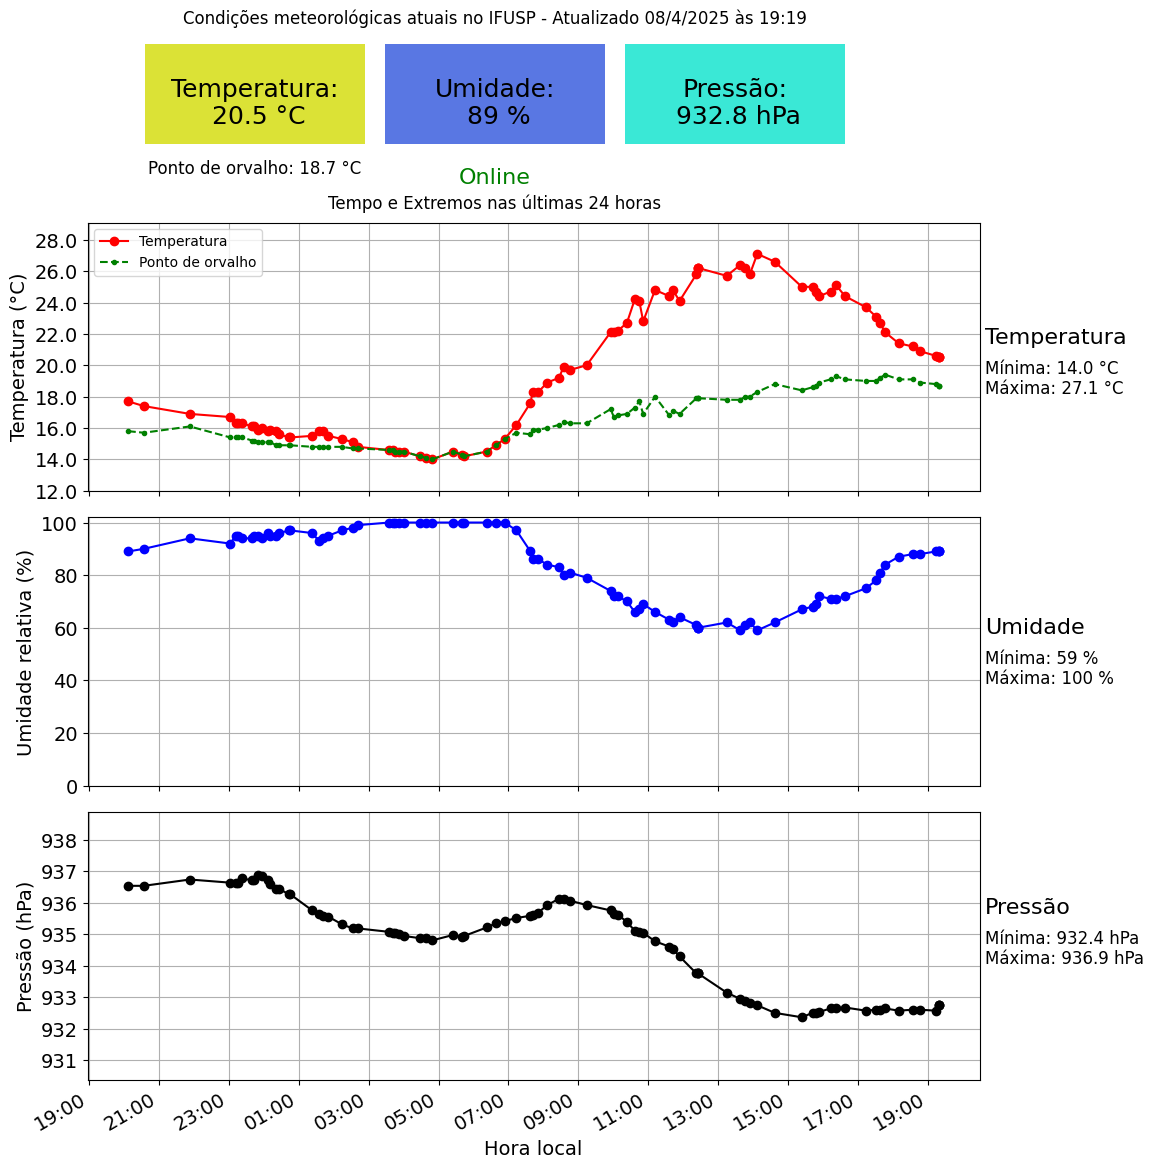 Condições meteorológicas atuais no IFUSP - Atualizado 08/4/2025 às 19:19
Temperatura:
20.5 °C
Umidade:
89 %
Pressão:
932.8 hPa
Ponto de orvalho: 18.7 °C
Online
Tempo e Extremos nas últimas 24 horas
Temperatura (°C)
28.0
26.0
24.0
22.0
20.0
18.0
16.0
14.0
12.0
Temperatura
Ponto de orvalho
Temperatura
Mínima: 14.0 °C
Máxima: 27.1 °C
Umidade relativa (%)
100
80
60
40
20
0
Umidade
Mínima: 59 %
Máxima: 100 %
Pressão (hPa)
938
937
936
935
934
933
932
931
Pressão
Mínima: 932.4 hPa
Máxima: 936.9 hPa
19:00
21:00
23:00
01:00
03:00
05:00
07:00
09:00
11:00
13:00
15:00
17:00
19:00
Hora local